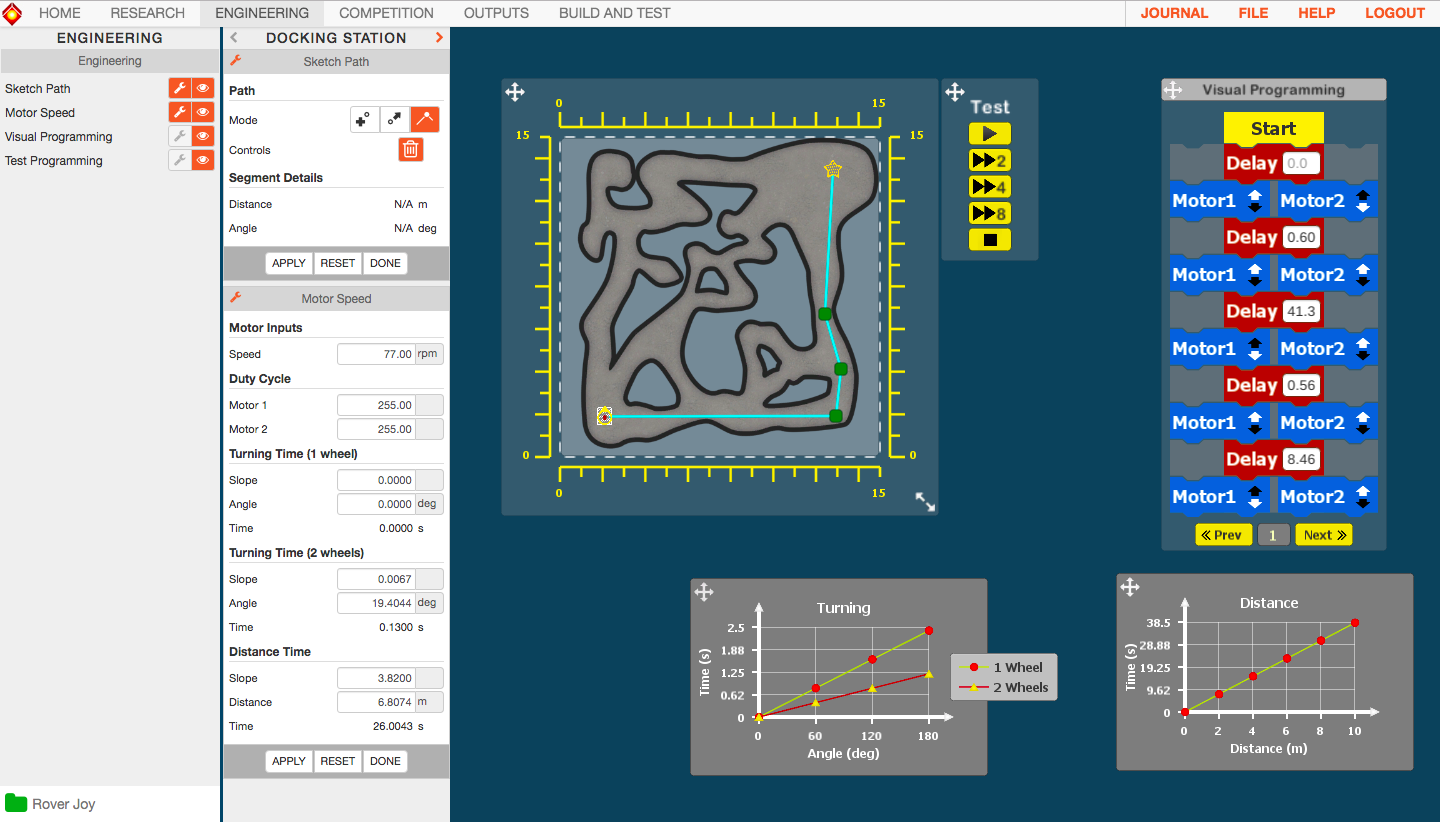 HOME RESEARCH ENGINEERING COMPETITION OUTPUTS BUILD AND TEST JOURNAL FILE HELP LOGOUT
ENGINEERING
Engineering
Sketch Path
Motor Speed
Visual Programming
Test Programming
Rover Joy
DOCKING STATION
Sketch Path
Path
Mode
Controls
Segment Details
Distance N/A m
Angle N/A deg
APPLY RESET DONE
Motor Speed
Motor Inputs
Speed 77.00 rpm
Duty Cycle
Motor 1 255.00
Motor 2 255.00
Turning Time (1 wheel)
Slope 0.0000
Angle 0.0000 deg
Time 0.0000 s
Turning Time (2 wheels)
Slope 0.0067
Angle 19.4044 deg
Time 0.1300 s
Distance Time
Slope 3.8200
Distance 6.8074 m
Time 26.0043 s
APPLY RESET DONE
0 15
15 15
0 0
0 15
Test
2
4
8
Visual Programming
Start
Delay 0.0
Motor1 Motor2
Delay 0.60
Motor1 Motor2
Delay 41.3
Motor1 Motor2
Delay 0.56
Motor1 Motor2
Delay 8.46
Motor1 Motor2
Prev 1 Next
Turning
Time (s)
2.5
1.88
1.25
0.62
0
0 60 120 180
Angle (deg)
1 Wheel
2 Wheels
Distance
Time (s)
38.5
28.88
19.25
9.62
0
0 2 4 6 8 10
Distance (m)